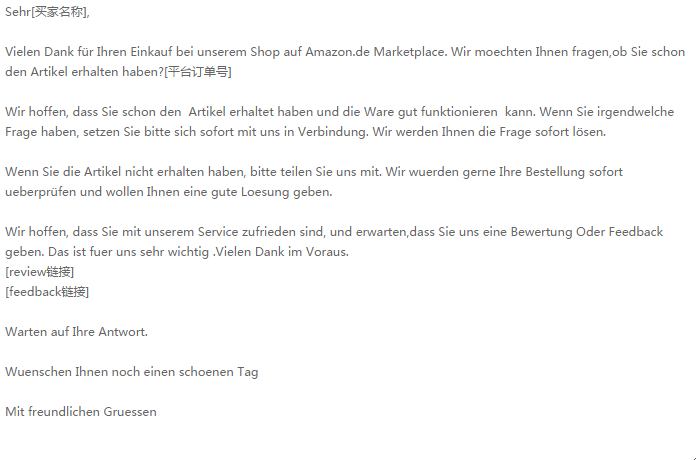 Sehr[买家名称],
Vielen Dank für Ihren Einkauf bei unserem Shop auf Amazon.de Marketplace. Wir moechten Ihnen fragen,ob Sie schon
den Artikel erhalten haben?[平台订单号]
Wir hoffen, dass Sie schon den  Artikel erhaltet haben und die Ware gut funktionieren  kann. Wenn Sie irgendwelche
Frage haben, setzen Sie bitte sich sofort mit uns in Verbindung. Wir werden Ihnen die Frage sofort lösen.
Wenn Sie die Artikel nicht erhalten haben, bitte teilen Sie uns mit. Wir wuerden gerne Ihre Bestellung sofort
ueberprüfen und wollen Ihnen eine gute Loesung geben.
Wir hoffen, dass Sie mit unserem Service zufrieden sind, und erwarten,dass Sie uns eine Bewertung Oder Feedback
geben. Das ist fuer uns sehr wichtig .Vielen Dank im Voraus.
[review链接]
[feedback链接]
Warten auf Ihre Antwort.
Wuenschen Ihnen noch einen schoenen Tag
Mit freundlichen Gruessen